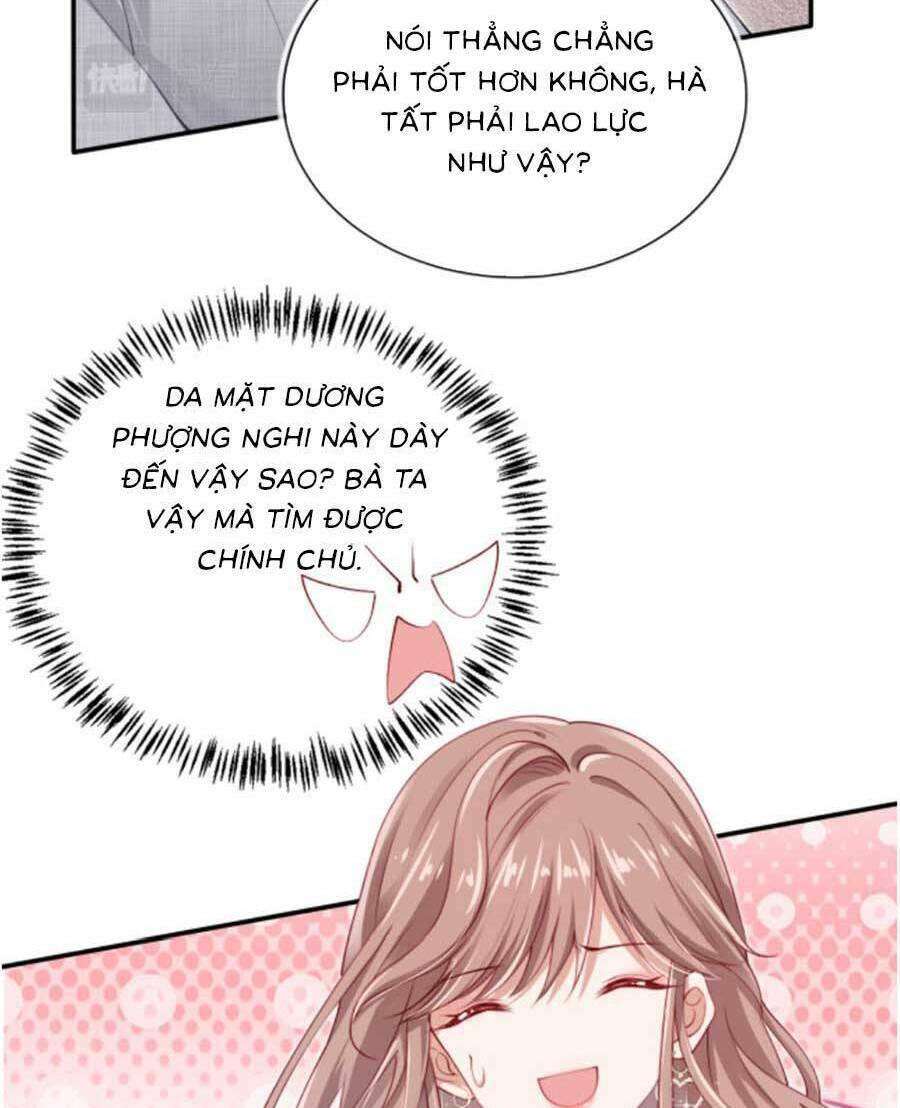 NÓI THẲNG CHẲNG
PHẢI TỐT HƠN KHÔNG, HÀ
TẤT PHẢI LAO LỰC
NHƯ VẬY?
DA MẶT DƯƠNG
PHƯỢNG NGHI NÀY DÀY
ĐẾN VẬY SAO? BÀ TA
VẬY MÀ TÌM ĐƯỢC
CHÍNH CHỦ.